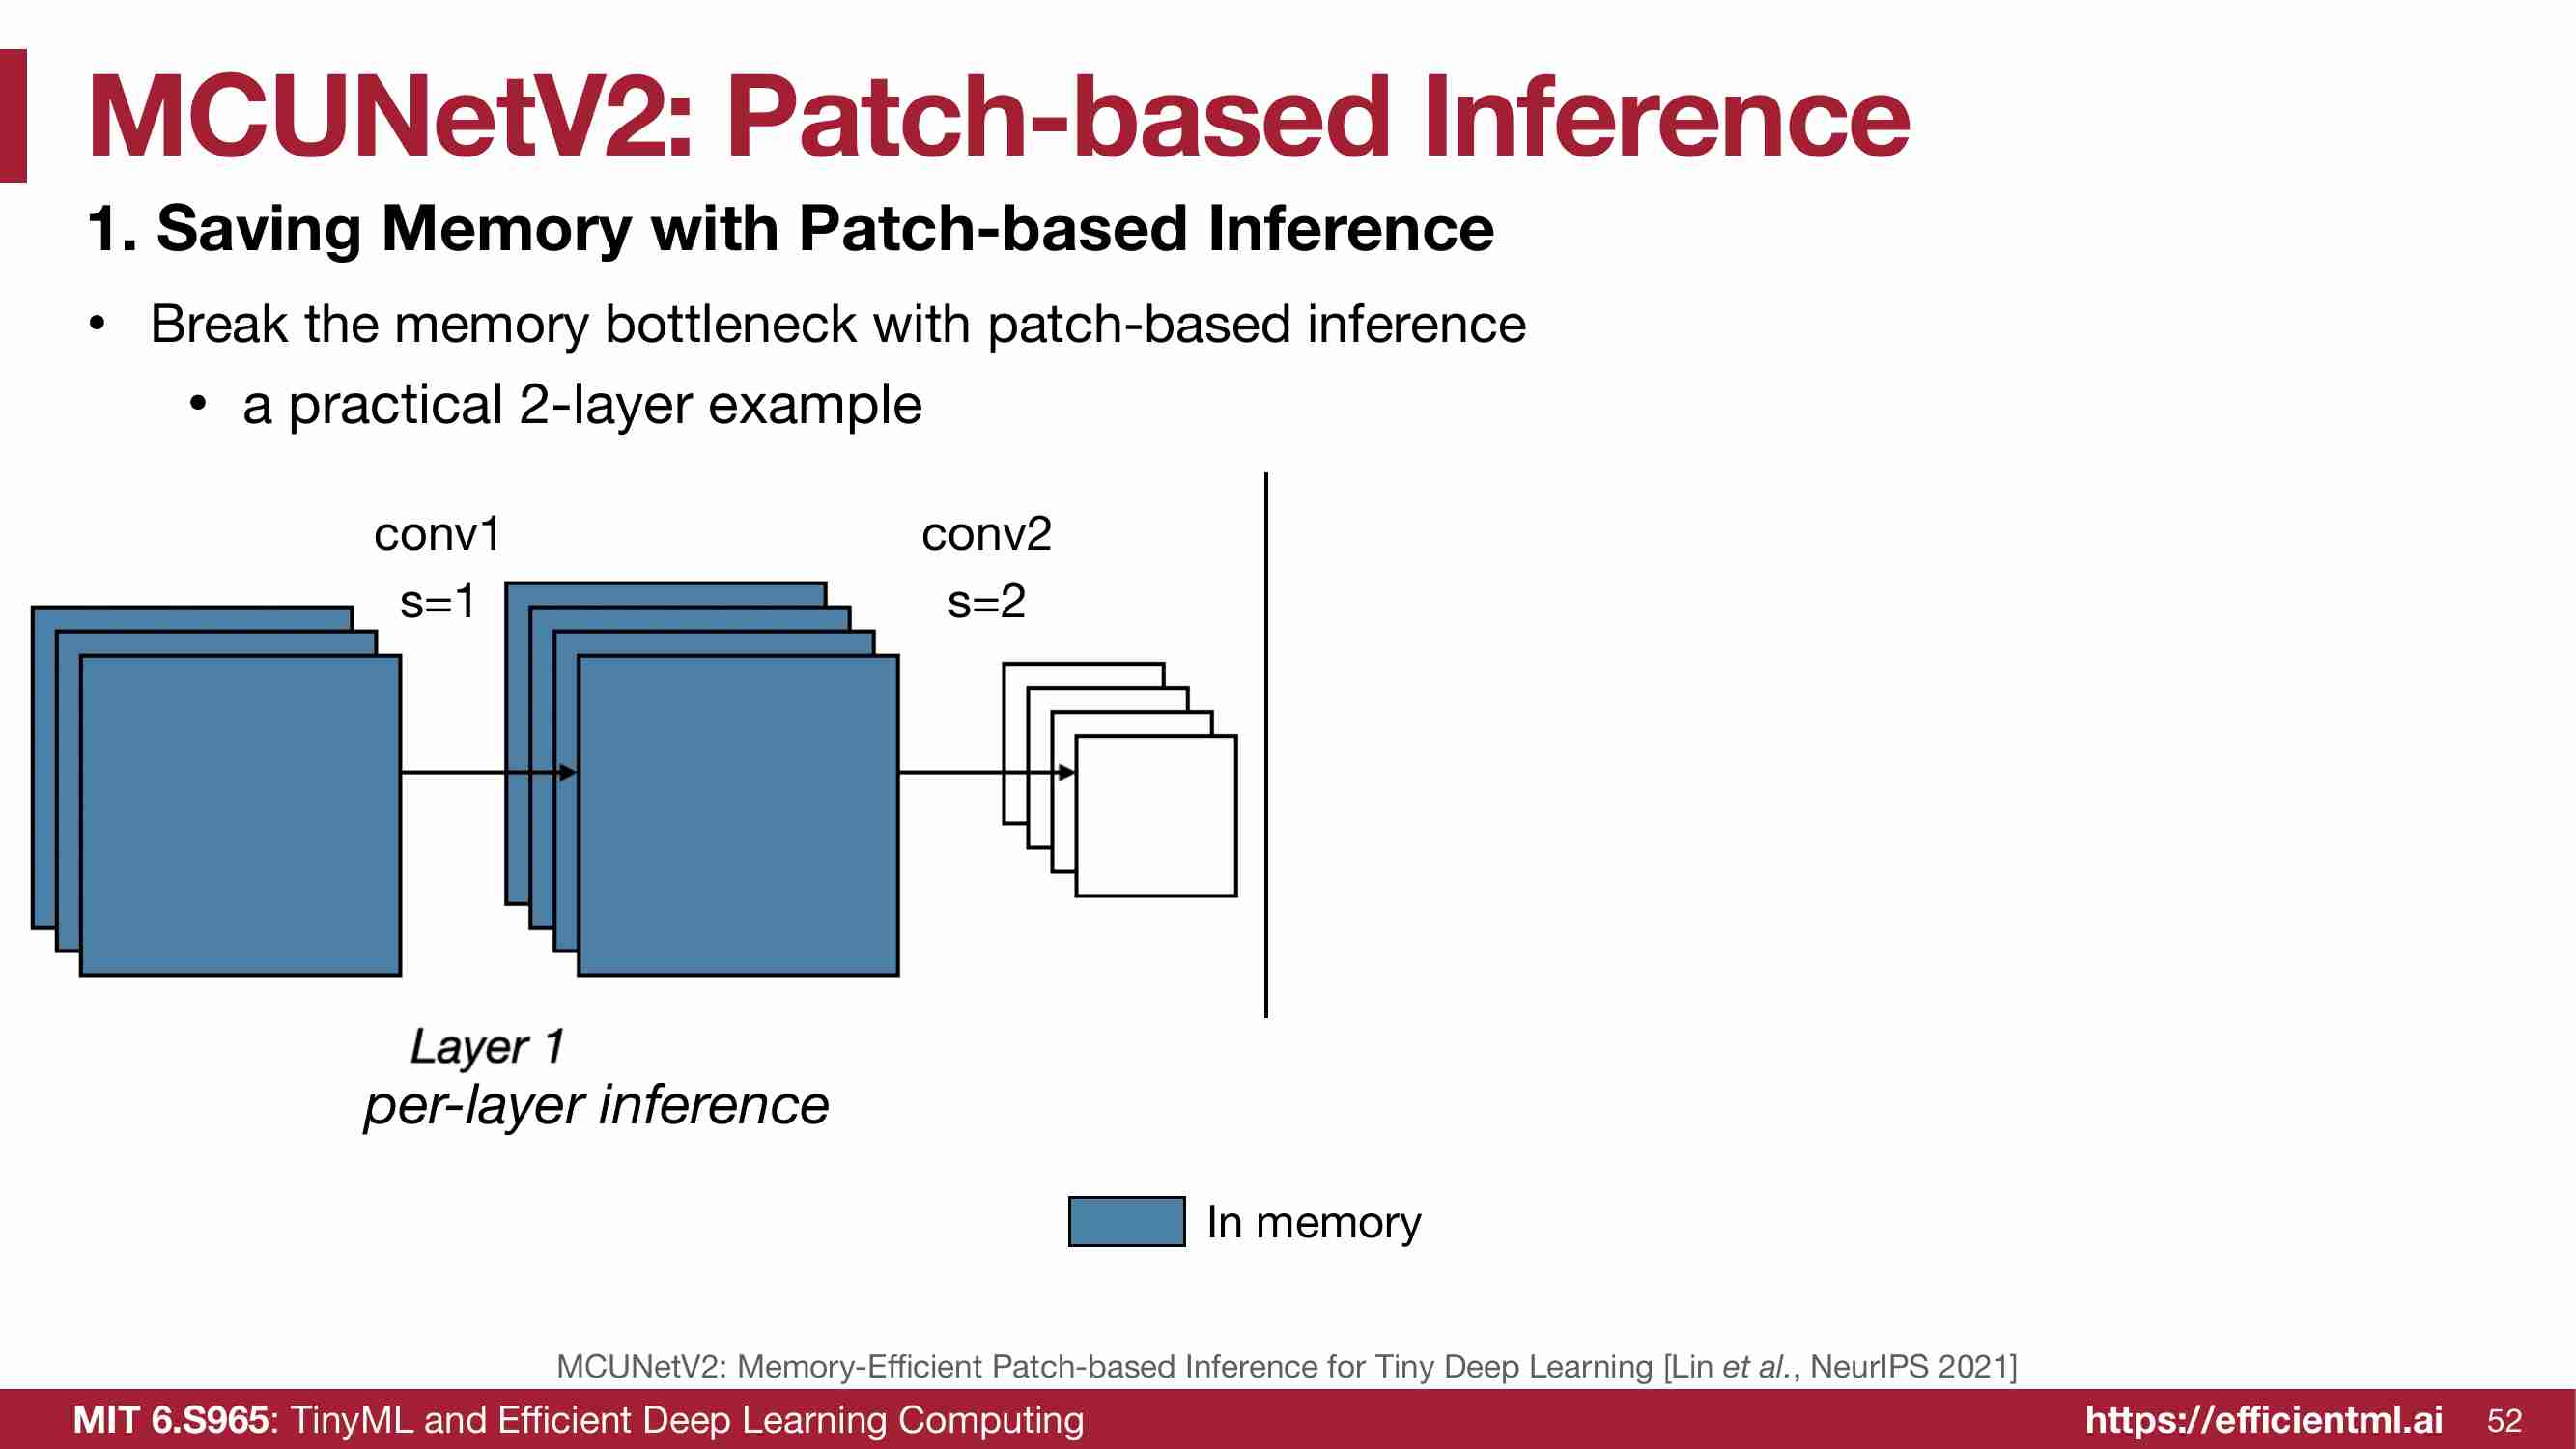 MCUNetV2: Patch-based Inference
1. Saving Memory with Patch-based Inference
• Break the memory bottleneck with patch-based inference
• a practical 2-layer example
conv1
s=1
conv2
s=2
Layer 1
per-layer inference
In memory
MCUNetV2: Memory-Efficient Patch-based Inference for Tiny Deep Learning [Lin et al., NeurIPS 2021]
MIT 6.S965: TinyML and Efficient Deep Learning Computing
https://efficientml.ai 52